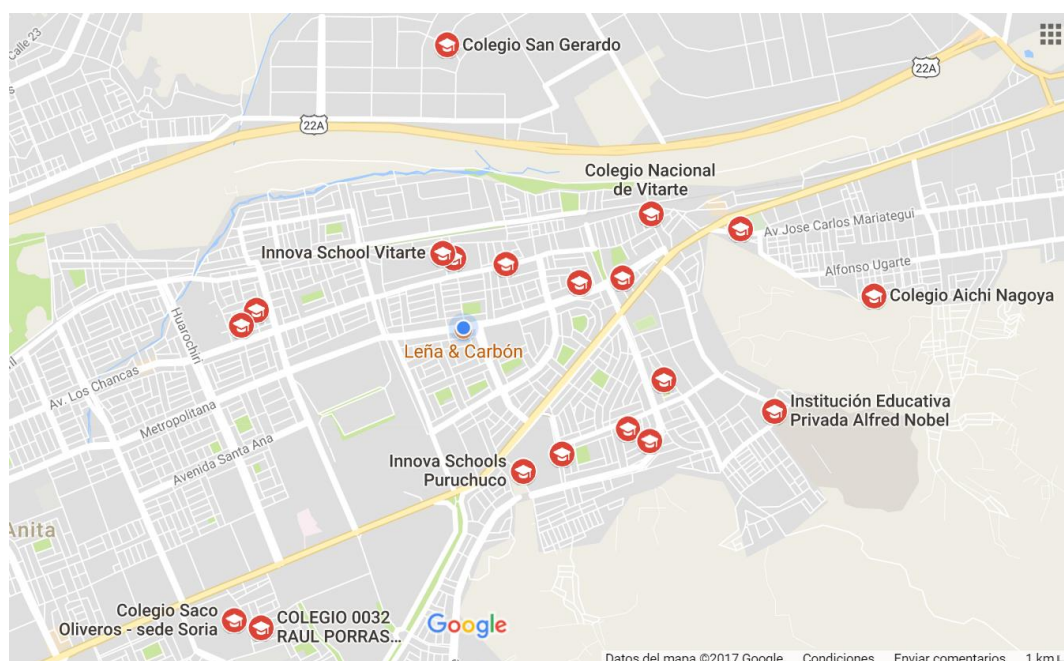 Calle 23
Colegio San Gerardo
22A
22A
Colegio Nacional
de Vitarte
Av. Jose Carlos Mariategui
Innova School Vitarte
Alfonso Ugarte
Colegio Aichi Nagoya
Huarochiri
Leña & Carbón
Av. Los Chancas
Metropolitana
Institución Educativa
Privada Alfred Nobel
Avenida Santa Ana
Innova Schools
Puruchuco
Anita
Colegio Saco
Oliveros - sede Soria
COLEGIO 0032
RAUL PORRAS...
Google
Datos del mapa ©2017 Google Condiciones Enviar comentarios 1 km